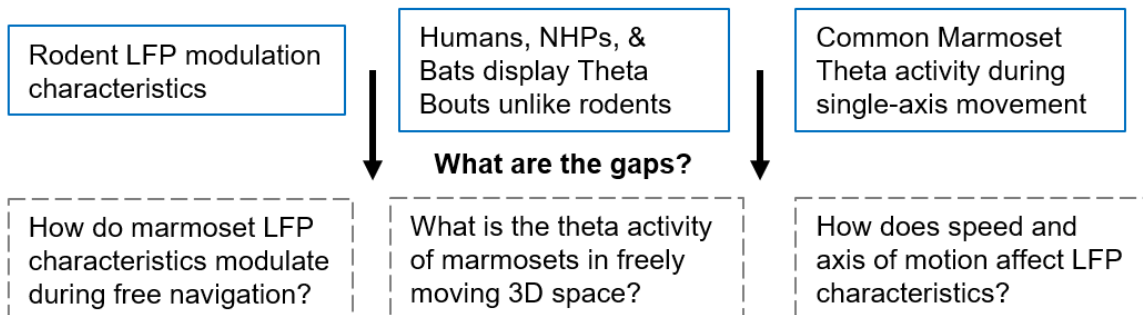 Rodent LFP modulation
characteristics
Humans, NHPs, &
Bats display Theta
Bouts unlike rodents
Common Marmoset
Theta activity during
single-axis movement
What are the gaps?
How do marmoset LFP
characteristics modulate
during free navigation?
What is the theta activity
of marmosets in freely
moving 3D space?
How does speed and
axis of motion affect LFP
characteristics?